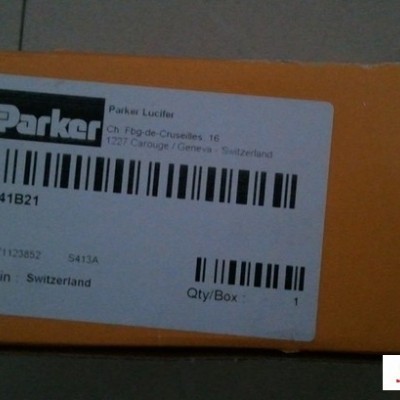 Parker
Parker Lucifer
Ch. Fbg-de-Cruseilles, 16
1227 Carouge / Geneva - Switzerland
41B21
71123852 S413A
in : Switzerland
Qty/Box : 1